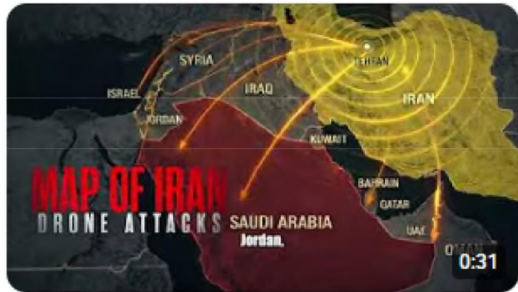 SYRIA
TEHRAN
ISRAEL
IRAQ
IRAN
JORDAN
KUWAIT
MAP OF IRAN
BAHRAIN
DRONE ATTACKS
QATAR
SAUDI ARABIA
UAE
Jordan,
OMAN
0:31